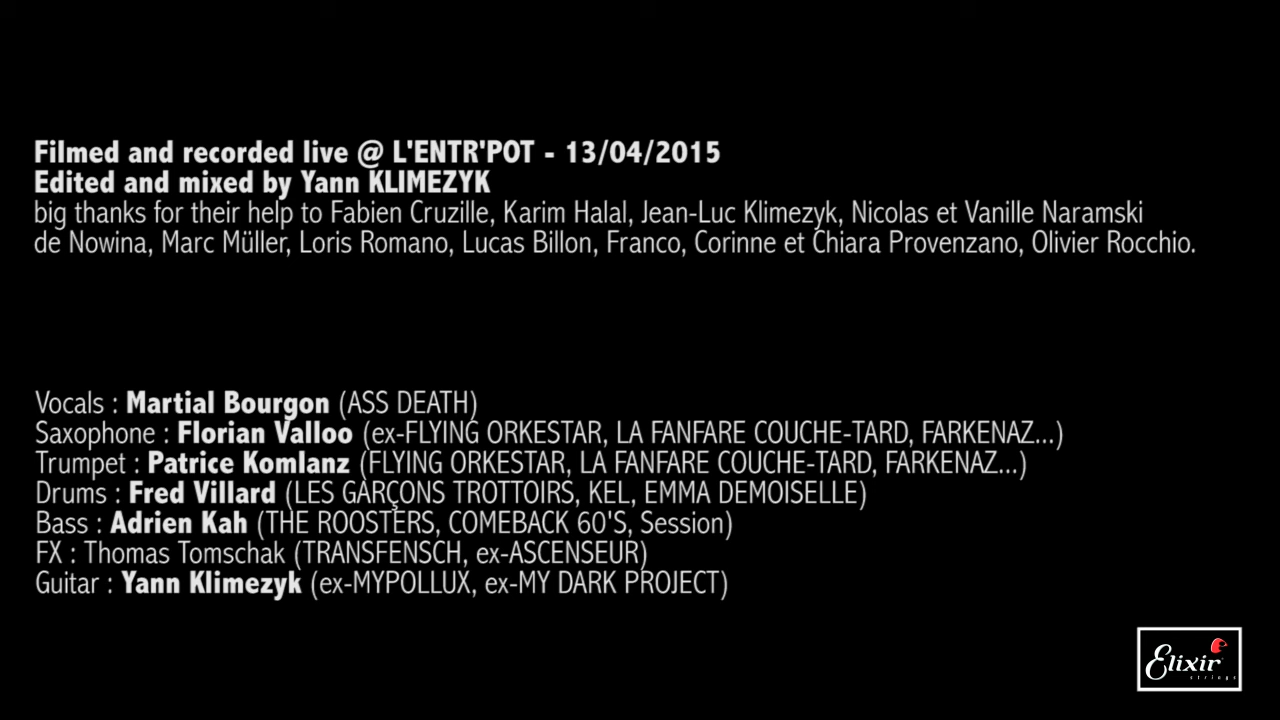 Filmed and recorded live @ L'ENTR'POT - 13/04/2015
Edited and mixed by Yann KLIMEZYK
big thanks for their help to Fabien Cruzille, Karim Halal, Jean-Luc Klimezyk, Nicolas et Vanille Naramski
de Nowina, Marc Müller, Loris Romano, Lucas Billon, Franco, Corinne et Chiara Provenzano, Olivier Rocchio.
Vocals : Martial Bourgon (ASS DEATH)
Saxophone : Florian Valloo (ex-FLYING ORKESTAR, LA FANFARE COUCHE-TARD, FARKENAZ...)
Trumpet : Patrice Komlanz (FLYING ORKESTAR, LA FANFARE COUCHE-TARD, FARKENAZ...)
Drums : Fred Villard (LES GARÇONS TROTTOIRS, KEL, EMMA DEMOISELLE)
Bass : Adrien Kah (THE ROOSTERS, COMEBACK 60'S, Session)
FX : Thomas Tomschak (TRANSFENSCH, ex-ASCENSEUR)
Guitar : Yann Klimezyk (ex-MYPOLLUX, ex-MY DARK PROJECT)
Elixir
strings